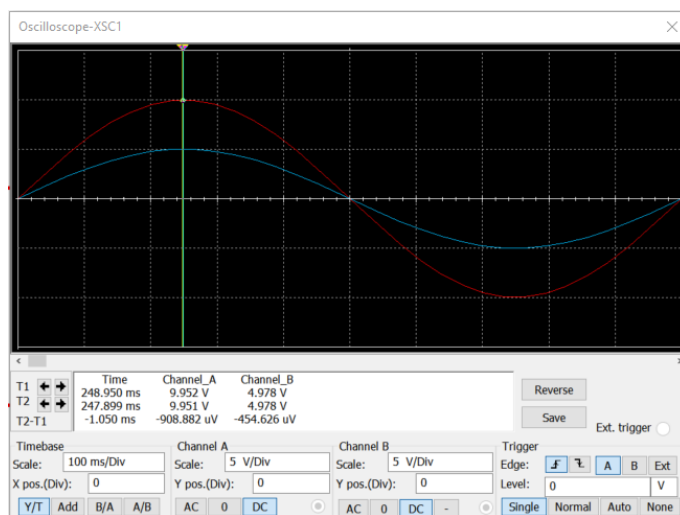 Oscilloscope-XSC1
T1
T2
T2-T1
Time Channel_A Channel_B
248.950 ms 9.952 V 4.978 V
247.899 ms 9.951 V 4.978 V
-1.050 ms -908.882 uV -454.626 uV
Reverse
Save
Ext. trigger
Timebase
Scale: 100 ms/Div
X pos.(Div): 0
Y/T Add B/A A/B
Channel A
Scale: 5 V/Div
Y pos.(Div): 0
AC 0 DC
Channel B
Scale: 5 V/Div
Y pos.(Div): 0
AC 0 DC -
Trigger
Edge: A B Ext
Level: 0 V
Single Normal Auto None